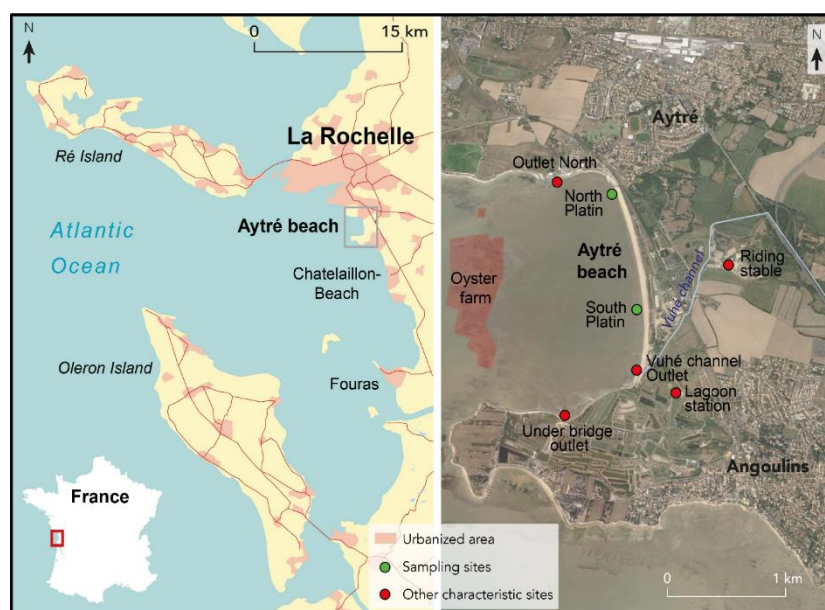 N
0
15 km
La Rochelle
Ré Island
Aytré beach
Atlantic
Ocean
Chatelaillon-
Beach
Oleron Island
Fouras
France
Urbanized area
Sampling sites
Other characteristic sites
N
Aytré
Outlet North
North
Platin
Aytré
beach
Oyster
farm
Riding
stable
Vuhé channel
South
Platin
Vuhé channel
Outlet
Lagoon
station
Under bridge
outlet
Angoulins
0
1 km